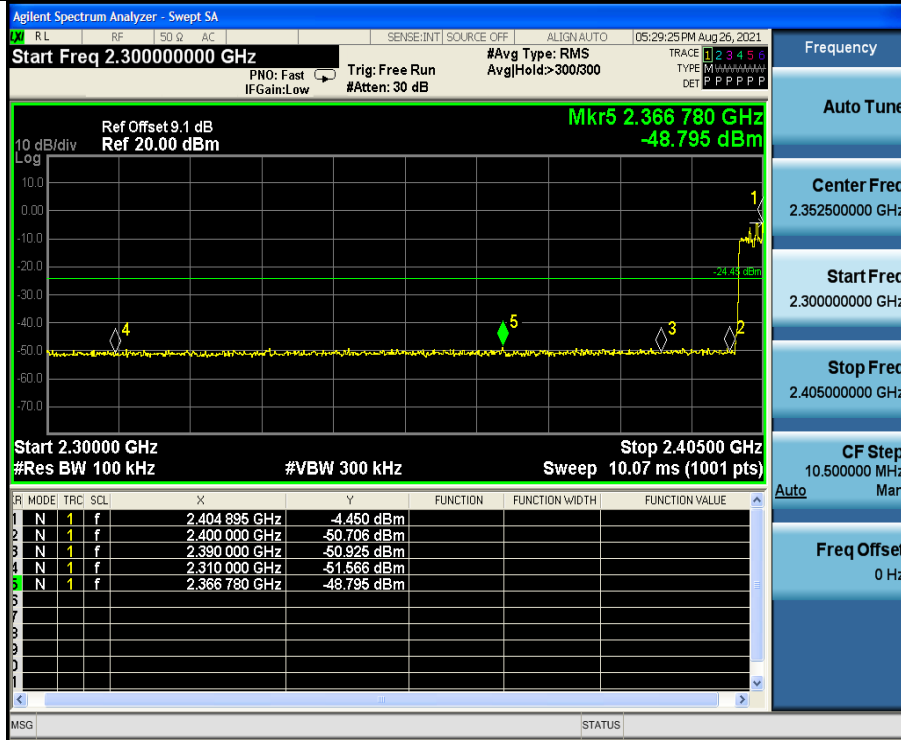 Agilent Spectrum Analyzer - Swept SA
LXI RL RF 50 Ω AC SENSE:INT SOURCE OFF ALIGN AUTO 05:29:25 PM Aug 26, 2021
Start Freq 2.300000000 GHz
PNO: Fast
IFGain:Low
Trig: Free Run
#Atten: 30 dB
#Avg Type: RMS
Avg|Hold:>300/300
TRACE 1 2 3 4 5 6
TYPE M
DET P P P P P P
Mkr5 2.366 780 GHz
-48.795 dBm
Ref Offset 9.1 dB
10 dB/div Ref 20.00 dBm
Log
10.0
0.00
-10.0
-20.0
-30.0
-40.0
-50.0
-60.0
-70.0
1
-24.45 dBm
4
5
3
2
Start 2.30000 GHz
Stop 2.40500 GHz
#Res BW 100 kHz
#VBW 300 kHz
Sweep 10.07 ms (1001 pts)
MODE TRC SCL X Y FUNCTION FUNCTION WIDTH FUNCTION VALUE
1 N 1 f 2.404 895 GHz -4.450 dBm
2 N 1 f 2.400 000 GHz -50.706 dBm
3 N 1 f 2.390 000 GHz -50.925 dBm
4 N 1 f 2.310 000 GHz -51.566 dBm
5 N 1 f 2.366 780 GHz -48.795 dBm
6
7
8
9
MSG
STATUS
Frequency
Auto Tune
Center Freq
2.352500000 GHz
Start Freq
2.300000000 GHz
Stop Freq
2.405000000 GHz
CF Step
10.500000 MHz
Auto Man
Freq Offset
0 Hz